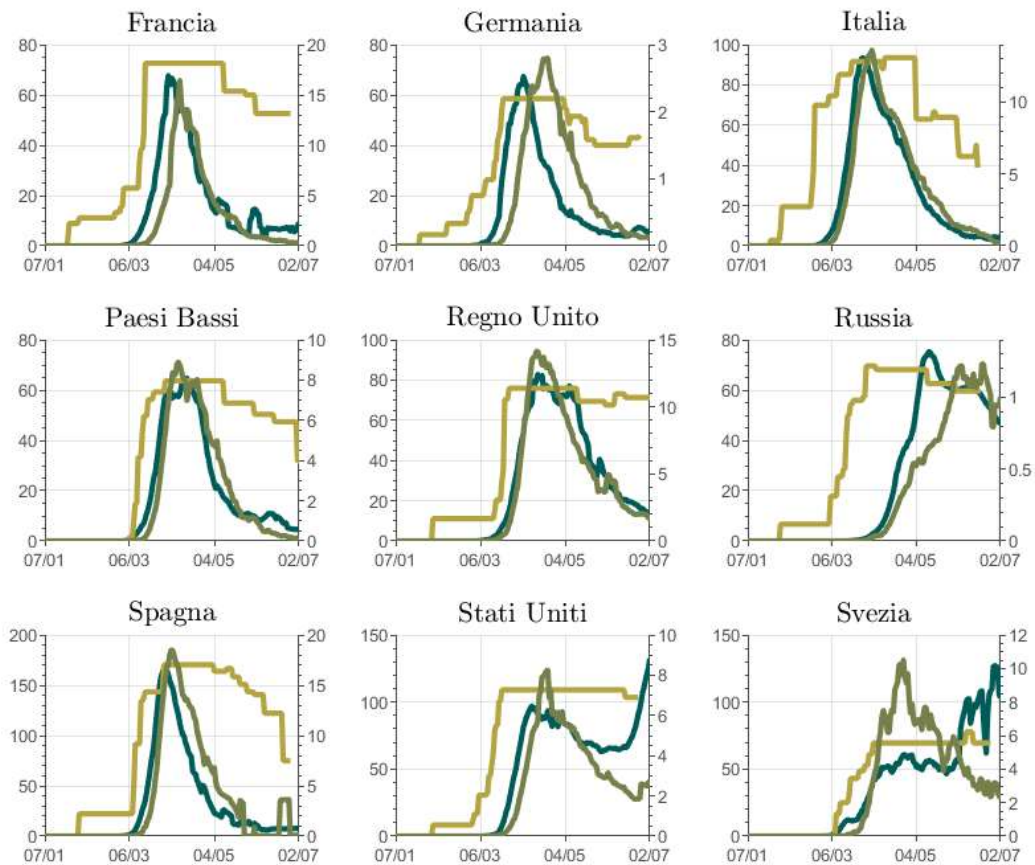 Francia
Germania
Italia
80 20 3 100
60 15 2 80 10
40 10 60
20 5 1 40 5
0 0 0 20 0
07/01 06/03 04/05 02/07
07/01 06/03 04/05 02/07
07/01 06/03 04/05 02/07
Paesi Bassi
Regno Unito
Russia
80 10 100 15 80
60 8 80 10 60 1
40 6 60 5 40 0.5
20 4 40 0 20 0
0 2 20 0
0 0
07/01 06/03 04/05 02/07
07/01 06/03 04/05 02/07
07/01 06/03 04/05 02/07
Spagna
Stati Uniti
Svezia
200 20 150 10 150 12
150 15 100 8 100 10
100 10 50 6 50 8
50 5 0 4 0 6
0 0 2 4
0 2
0
07/01 06/03 04/05 02/07
07/01 06/03 04/05 02/07
07/01 06/03 04/05 02/07